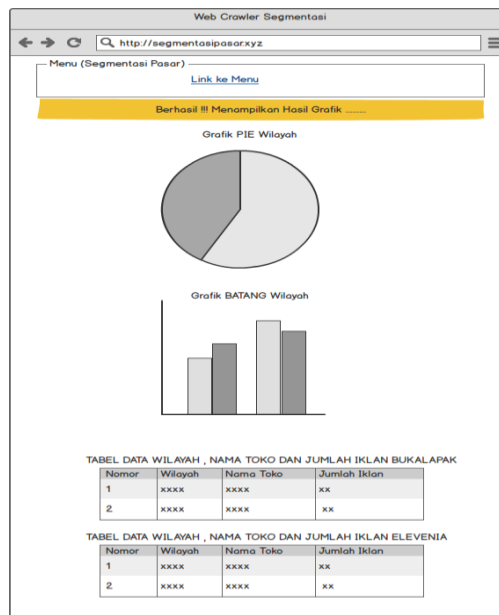 Web Crawler Segmentasi
http://segmentasipasar.xyz
Menu (Segmentasi Pasar)
Link ke Menu
Berhasil !!! Menampilkan Hasil Grafik ........
Grafik PIE Wilayah
Grafik BATANG Wilayah
TABEL DATA WILAYAH , NAMA TOKO DAN JUMLAH IKLAN BUKALAPAK
Nomor Wilayah Nama Toko Jumlah Iklan
1 xxxx xxxx xx
2 xxxx xxxx xx
TABEL DATA WILAYAH , NAMA TOKO DAN JUMLAH IKLAN ELEVENIA
Nomor Wilayah Nama Toko Jumlah Iklan
1 xxxx xxxx xx
2 xxxx xxxx xx